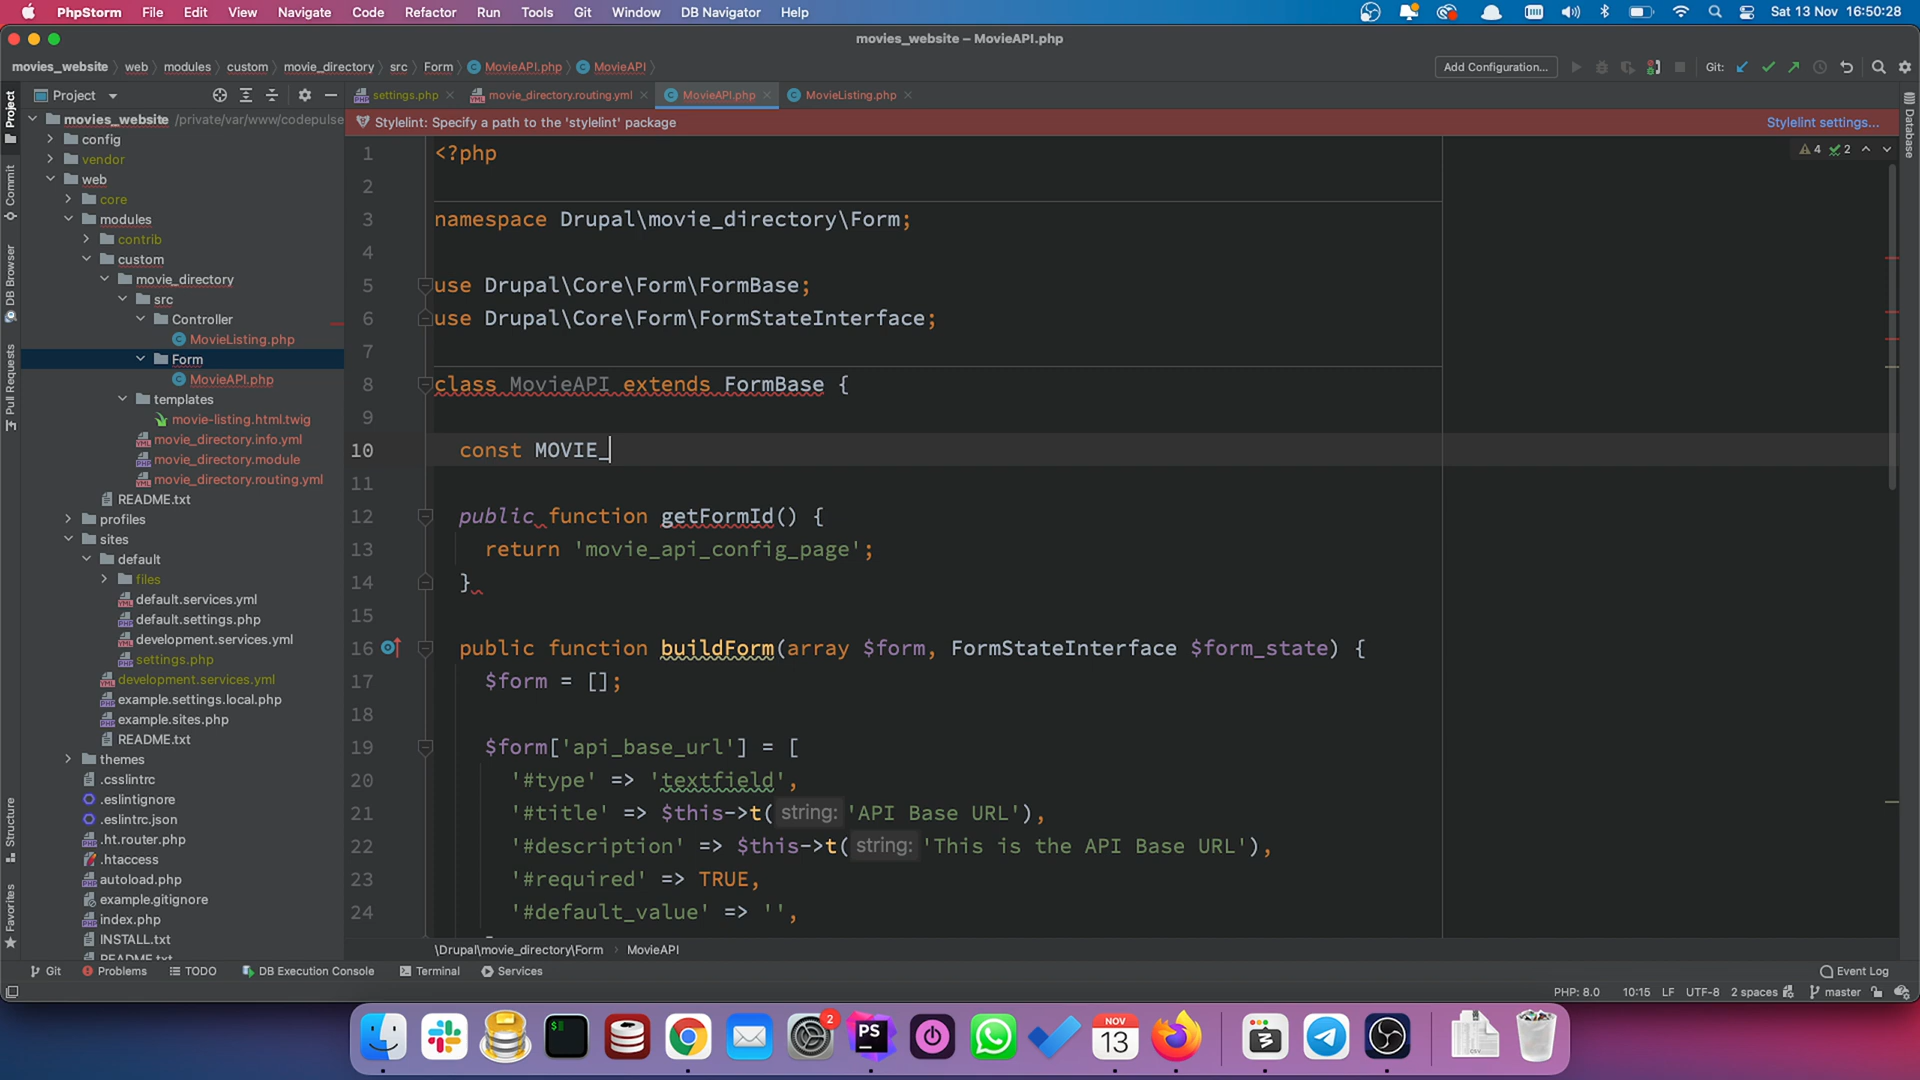 PhpStorm File Edit View Navigate Code Refactor Run Tools Git Window DB Navigator Help Sat 13 Nov 16:50:28
movies_website – MovieAPI.php
movies_website web modules custom movie_directory src Form MovieAPI.php MovieAPI Add Configuration... Git:
Project settings.php movie_directory.routing.yml MovieAPI.php MovieListing.php
Stylelint: Specify a path to the 'stylelint' package Stylelint settings...
4 2
Project
Commit
DB Browser
Pull Requests
Structure
Favorites
Database
movies_website /private/var/www/codepulse
config
vendor
web
core
modules
contrib
custom
movie_directory
src
Controller
MovieListing.php
Form
MovieAPI.php
templates
movie-listing.html.twig
movie_directory.info.yml
movie_directory.module
movie_directory.routing.yml
README.txt
profiles
sites
default
files
default.services.yml
default.settings.php
development.services.yml
settings.php
development.services.yml
example.settings.local.php
example.sites.php
README.txt
themes
.csslintrc
.eslintignore
.eslintrc.json
.ht.router.php
.htaccess
autoload.php
example.gitignore
index.php
INSTALL.txt
README.txt
1 <?php
2
3 namespace Drupal\movie_directory\Form;
4
5 use Drupal\Core\Form\FormBase;
6 use Drupal\Core\Form\FormStateInterface;
7
8 class MovieAPI extends FormBase {
9
10 const MOVIE_
11
12 public function getFormId() {
13 return 'movie_api_config_page';
14 }
15
16 public function buildForm(array $form, FormStateInterface $form_state) {
17 $form = [];
18
19 $form['api_base_url'] = [
20 '#type' => 'textfield',
21 '#title' => $this->t( string: 'API Base URL'),
22 '#description' => $this->t( string: 'This is the API Base URL'),
23 '#required' => TRUE,
24 '#default_value' => '',
\Drupal\movie_directory\Form MovieAPI
Git Problems TODO DB Execution Console Terminal Services Event Log
PHP: 8.0 10:15 LF UTF-8 2 spaces master
2
PS
NOV
13